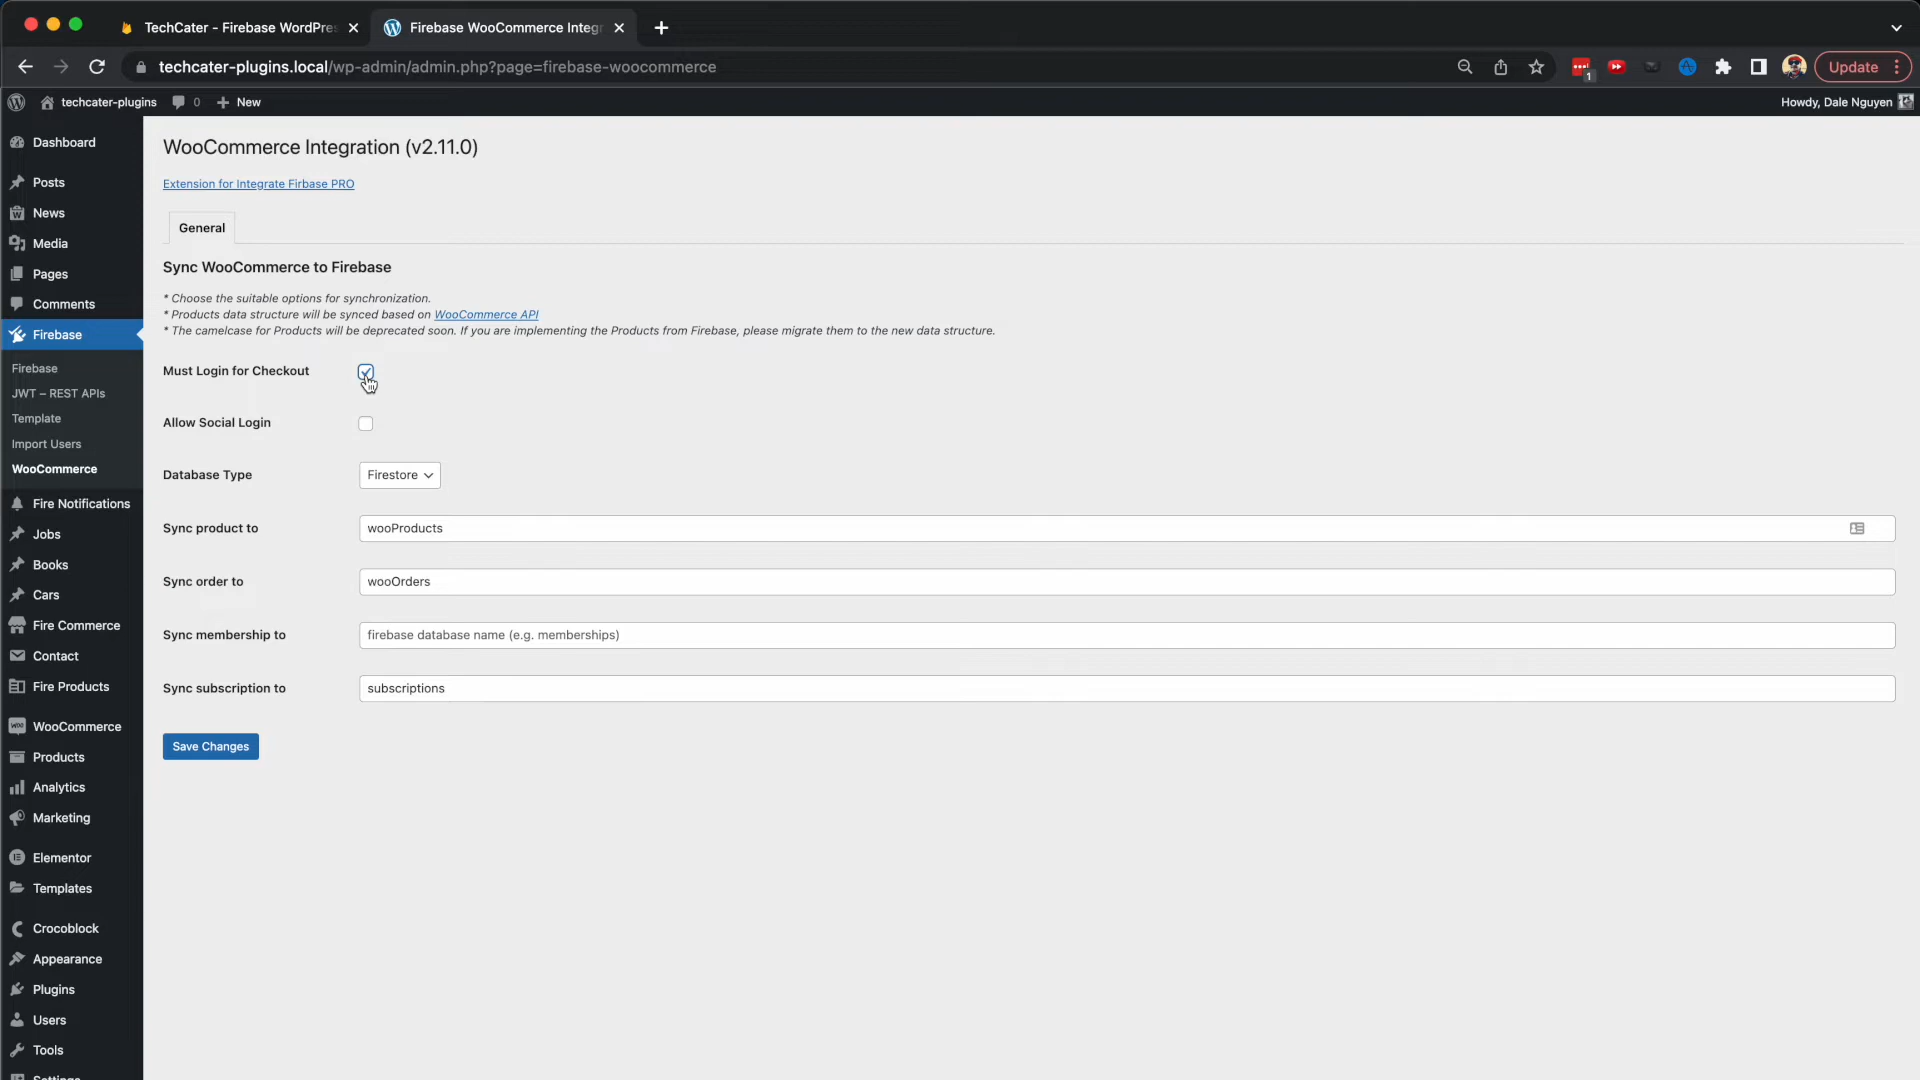 TechCater - Firebase WordPres
Firebase WooCommerce Integ
techcater-plugins.local/wp-admin/admin.php?page=firebase-woocommerce
1
Update
techcater-plugins
0
New
Howdy, Dale Nguyen
Dashboard
Posts
News
Media
Pages
Comments
Firebase
Firebase
JWT – REST APIs
Template
Import Users
WooCommerce
Fire Notifications
Jobs
Books
Cars
Fire Commerce
Contact
Fire Products
WooCommerce
Products
Analytics
Marketing
Elementor
Templates
Crocoblock
Appearance
Plugins
Users
Tools
Settings
WooCommerce Integration (v2.11.0)
Extension for Integrate Firbase PRO
General
Sync WooCommerce to Firebase
* Choose the suitable options for synchronization.
* Products data structure will be synced based on WooCommerce API
* The camelcase for Products will be deprecated soon. If you are implementing the Products from Firebase, please migrate them to the new data structure.
Must Login for Checkout
Allow Social Login
Database Type
Firestore
Sync product to
wooProducts
Sync order to
wooOrders
Sync membership to
firebase database name (e.g. memberships)
Sync subscription to
subscriptions
Save Changes